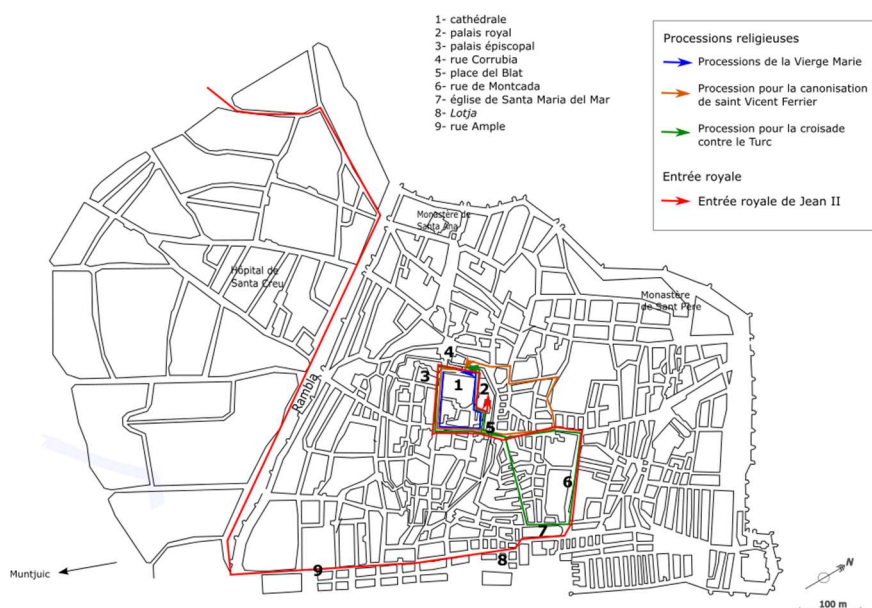 1- cathédrale
2- palais royal
3- palais épiscopal
4- rue Corrubia
5- place del Blat
6- rue de Montcada
7- église de Santa Maria del Mar
8- Lotja
9- rue Ample
Processions religieuses
Processions de la Vierge Marie
Procession pour la canonisation
de saint Vicent Ferrier
Procession pour la croisade
contre le Turc
Entrée royale
Entrée royale de Jean II
Monastère de
Santa Ana
Hôpital de
Santa Creu
Monastère
de Sant Pere
Rambla
4
3
1
2
5
6
7
8
9
Muntjuic
N
100 m